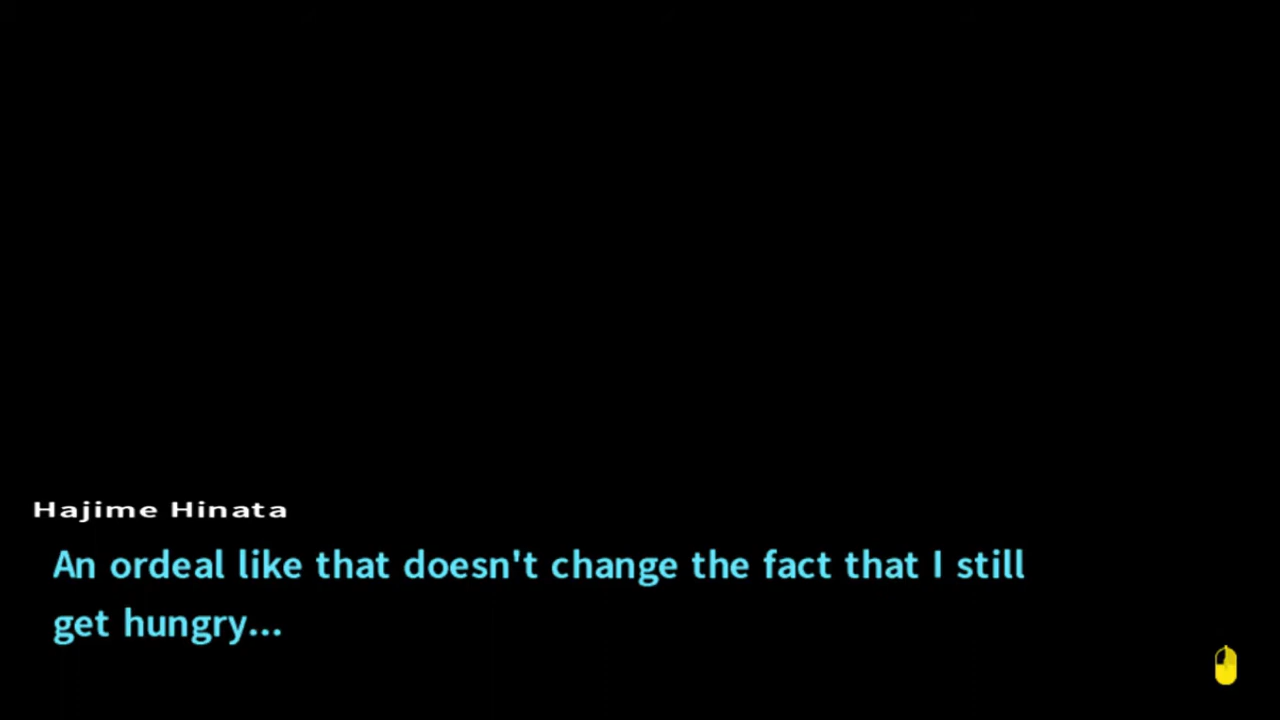 Hajime Hinata
An ordeal like that doesn't change the fact that I still
get hungry...